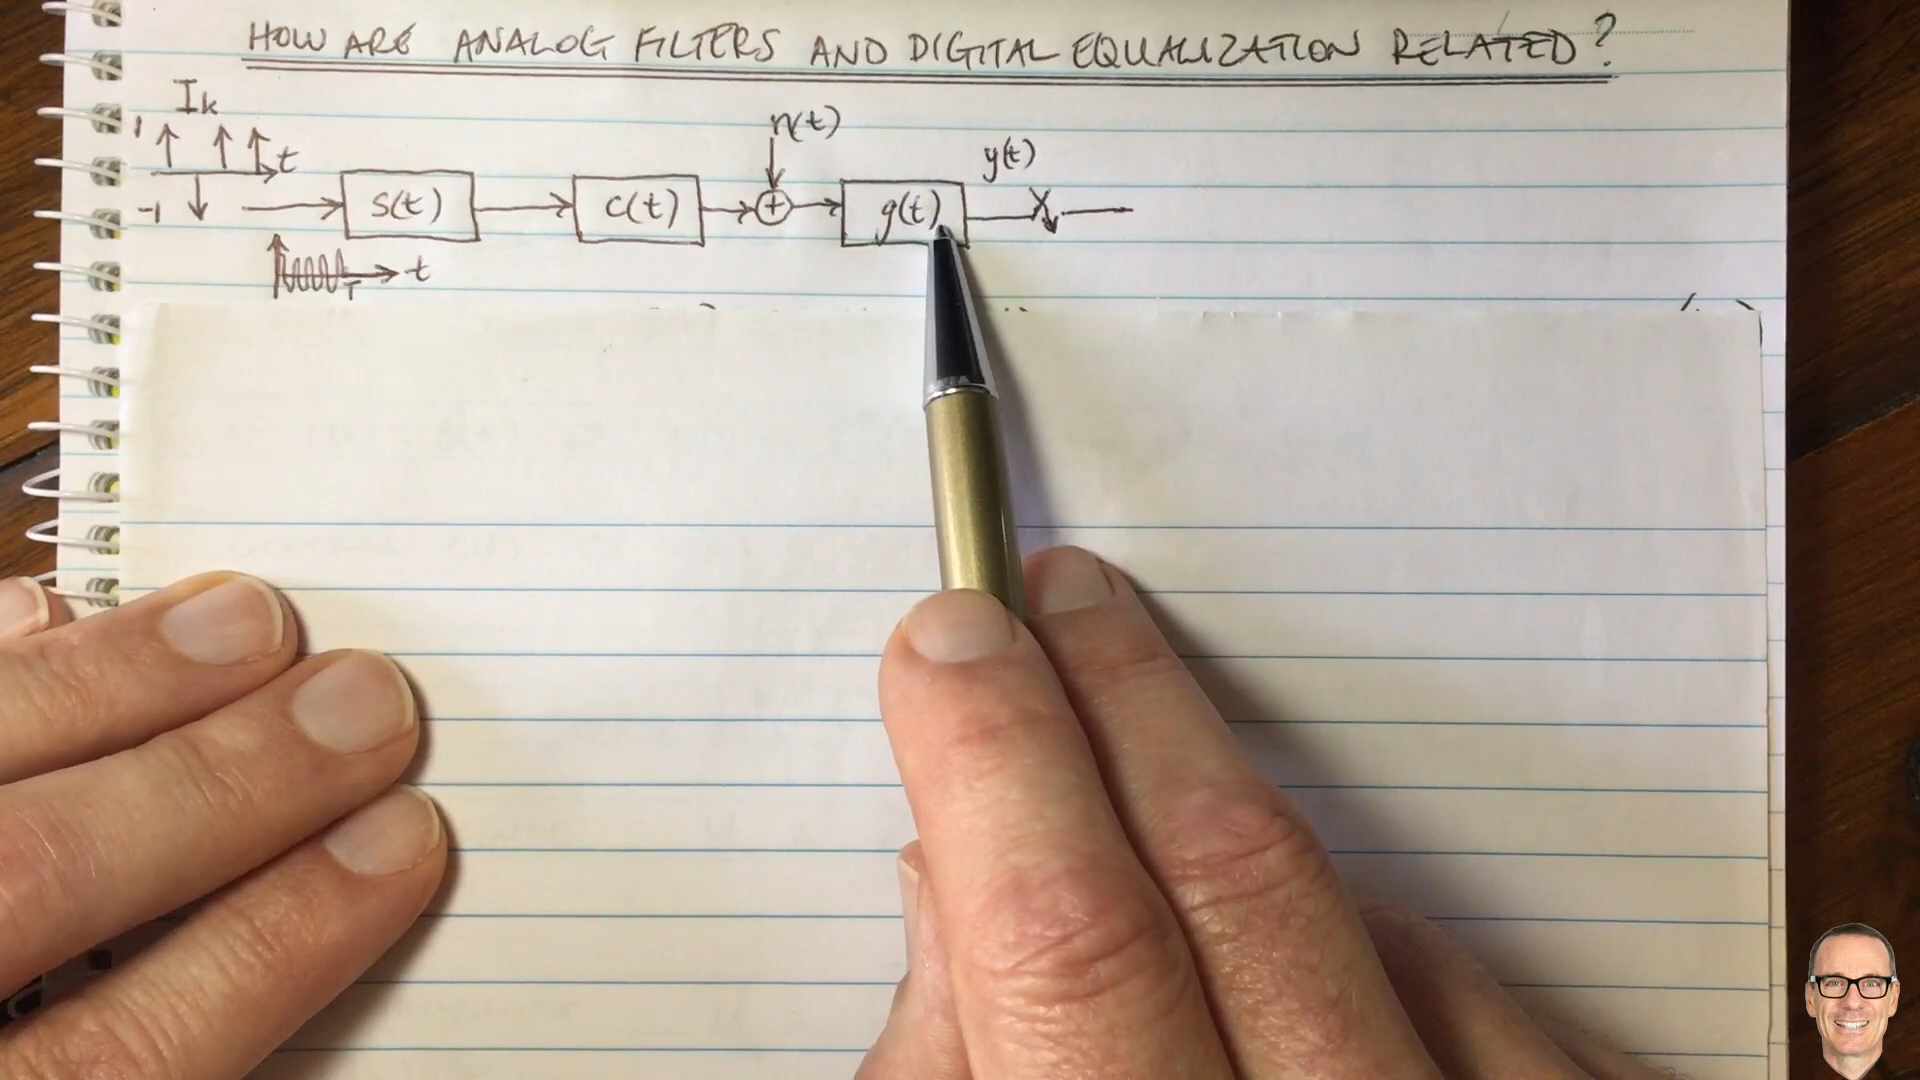 HOW ARE ANALOG FILTERS AND DIGITAL EQUALIZATION RELATED?
Ik
1
t
-1
s(t)
c(t)
n(t)
+
g(t)
y(t)
T
t